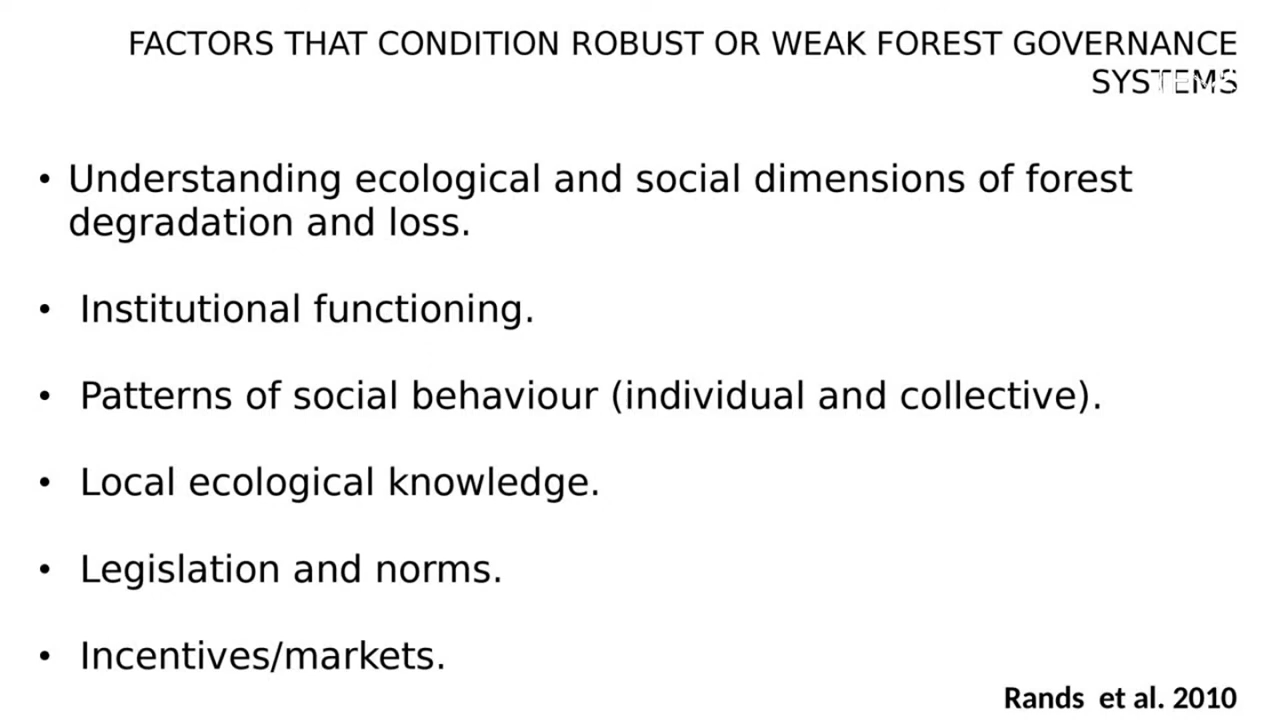 FACTORS THAT CONDITION ROBUST OR WEAK FOREST GOVERNANCE
SYSTEMS
• Understanding ecological and social dimensions of forest
degradation and loss.
• Institutional functioning.
• Patterns of social behaviour (individual and collective).
• Local ecological knowledge.
• Legislation and norms.
• Incentives/markets.
Rands et al. 2010